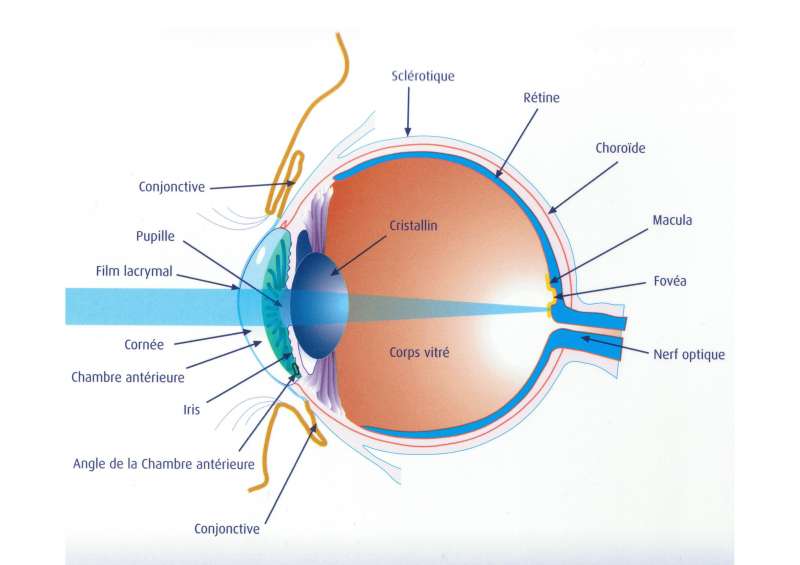 Sclérotique
Rétine
Choroïde
Conjonctive
Macula
Pupille
Cristallin
Film lacrymal
Fovéa
Cornée
Corps vitré
Nerf optique
Chambre antérieure
Iris
Angle de la Chambre antérieure
Conjonctive